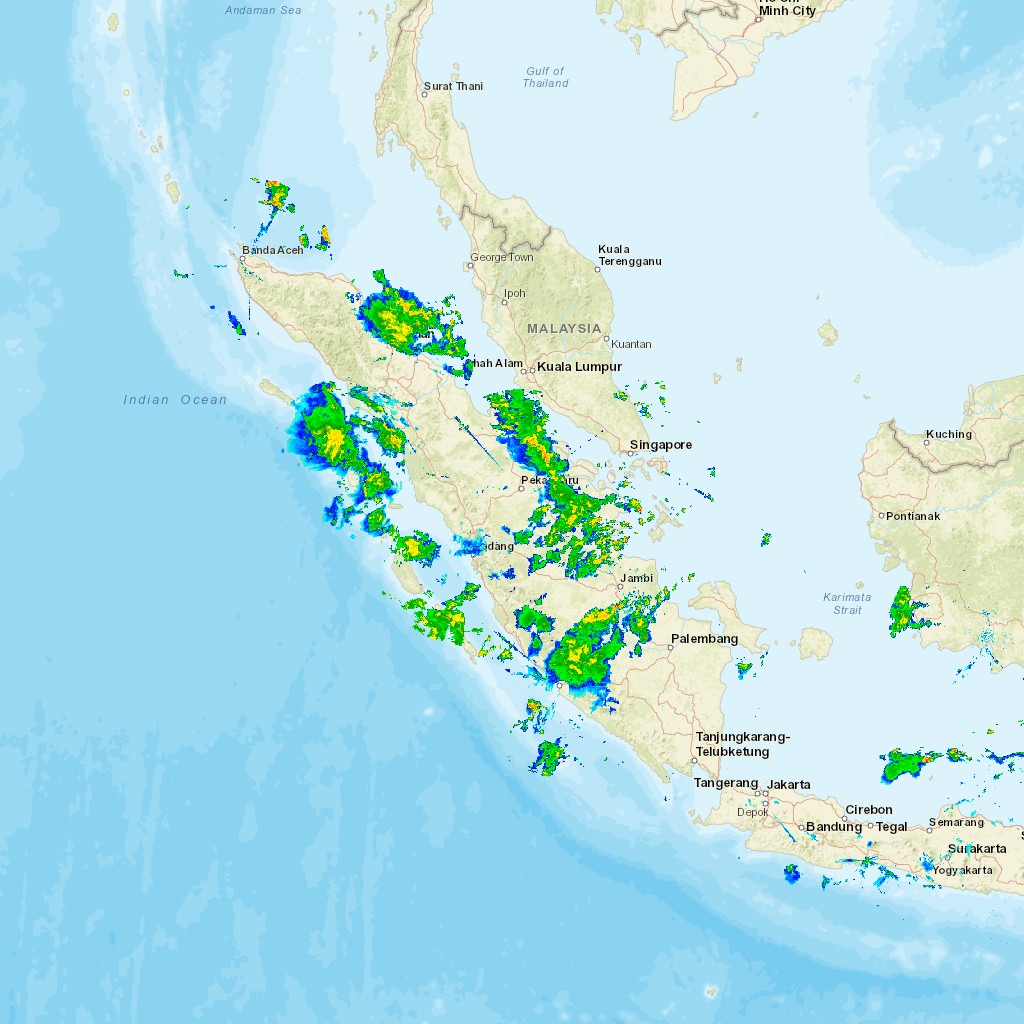 Andaman Sea
Minh City
Gulf of
Thailand
Surat Thani
Banda Aceh
George Town
Kuala
Terengganu
Ipoh
MALAYSIA
Kuantan
Kuala Lumpur
Indian Ocean
Singapore
Kuching
Pontianak
Jambi
Karimata
Strait
Palembang
Tanjungkarang-
Telubketung
Tangerang
Jakarta
Depok
Cirebon
Bandung
Tegal
Semarang
Surakarta
Yogyakarta